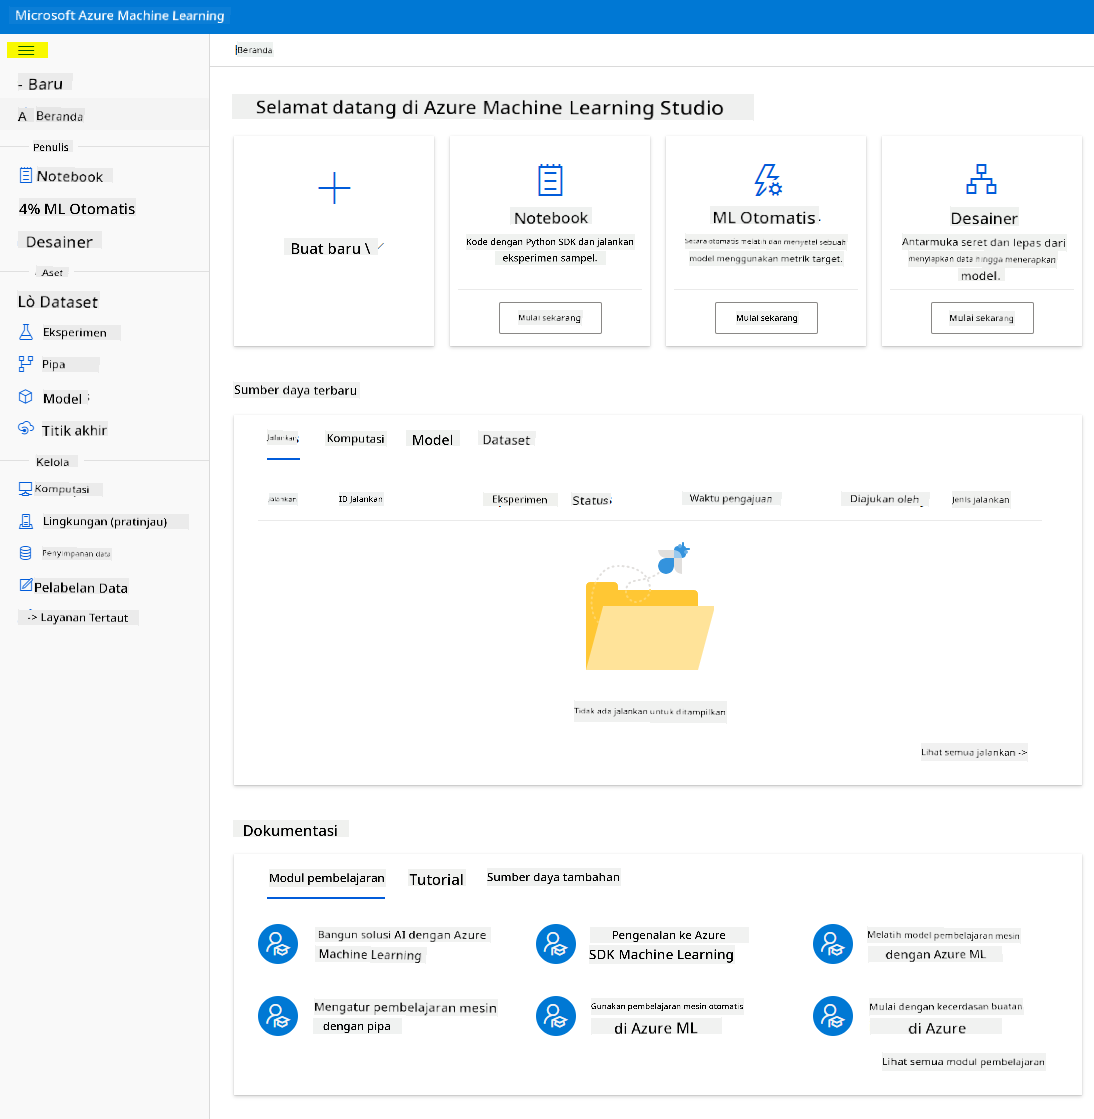 Microsoft Azure Machine Learning
Beranda
- Baru
A Beranda
Penulis
Notebook
4% ML Otomatis
Desainer
Aset
Lò Dataset
Eksperimen
Pipa
Model
Titik akhir
Kelola
Komputasi
Lingkungan (pratinjau)
Penyimpanan data
Pelabelan Data
-> Layanan Tertaut
Selamat datang di Azure Machine Learning Studio
Buat baru \
Notebook
Kode dengan Python SDK dan jalankan
eksperimen sampel.
Mulai sekarang
ML Otomatis
Secara otomatis melatih dan menyetel sebuah
model menggunakan metrik target.
Mulai sekarang
Desainer
Antarmuka seret dan lepas dari
menyiapkan data hingga menerapkan
model.
Mulai sekarang
Sumber daya terbaru
Jalankan
Komputasi
Model
Dataset
Jalankan
ID Jalankan
Eksperimen
Status
Waktu pengajuan
Diajukan oleh
Jenis jalankan
Tidak ada jalankan untuk ditampilkan
Lihat semua jalankan ->
Dokumentasi
Modul pembelajaran
Tutorial
Sumber daya tambahan
Bangun solusi AI dengan Azure
Machine Learning
Pengenalan ke Azure
SDK Machine Learning
Melatih model pembelajaran mesin
dengan Azure ML
Mengatur pembelajaran mesin
dengan pipa
Gunakan pembelajaran mesin otomatis
di Azure ML
Mulai dengan kecerdasan buatan
di Azure
Lihat semua modul pembelajaran